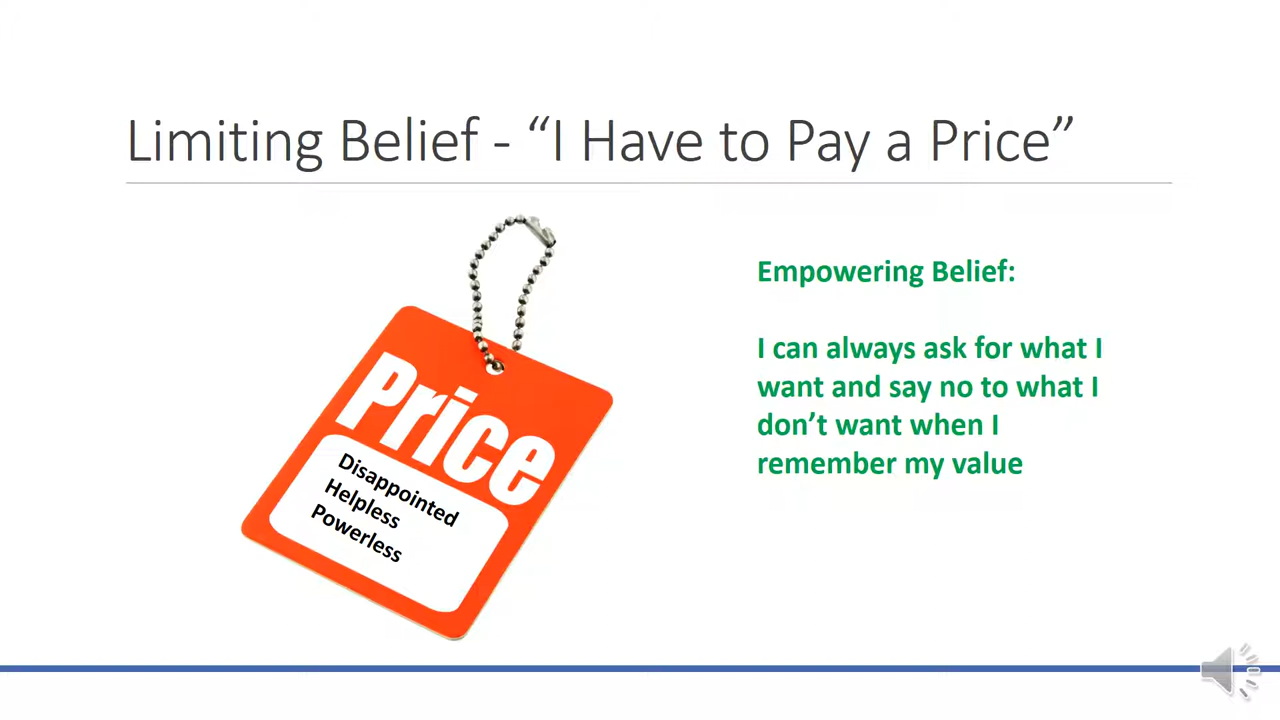 Limiting Belief - “I Have to Pay a Price”
Price
Disappointed
Helpless
Powerless
Empowering Belief:
I can always ask for what I
want and say no to what I
don’t want when I
remember my value